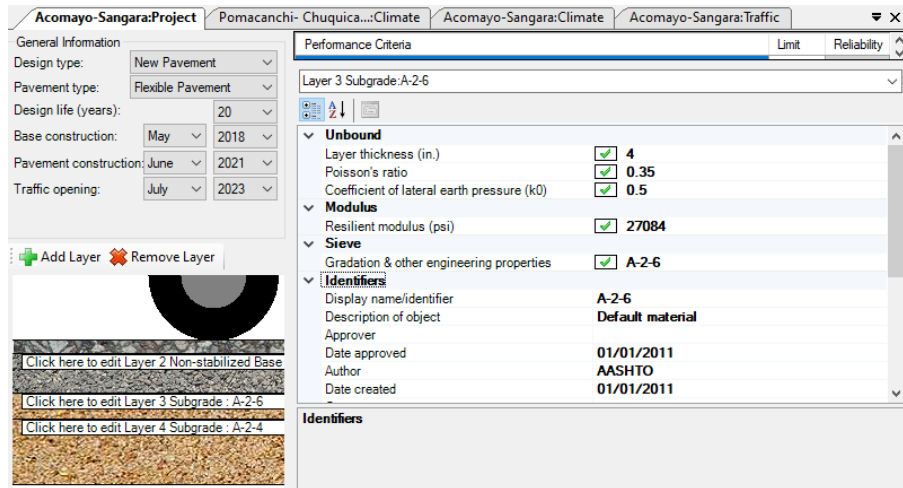 Acomayo-Sangara:Project Pomacanchi- Chuquica...:Climate Acomayo-Sangara:Climate Acomayo-Sangara:Traffic
General Information
Design type: New Pavement
Pavement type: Flexible Pavement
Design life (years): 20
Base construction: May 2018
Pavement construction: June 2021
Traffic opening: July 2023
Add Layer Remove Layer
Click here to edit Layer 2 Non-stabilized Base
Click here to edit Layer 3 Subgrade : A-2-6
Click here to edit Layer 4 Subgrade : A-2-4
Performance Criteria Limit Reliability
Layer 3 Subgrade:A-2-6
Unbound
Layer thickness (in.) 4
Poisson's ratio 0.35
Coefficient of lateral earth pressure (k0) 0.5
Modulus
Resilient modulus (psi) 27084
Sieve
Gradation & other engineering properties A-2-6
Identifiers
Display name/identifier A-2-6
Description of object Default material
Approver
Date approved 01/01/2011
Author AASHTO
Date created 01/01/2011
Identifiers